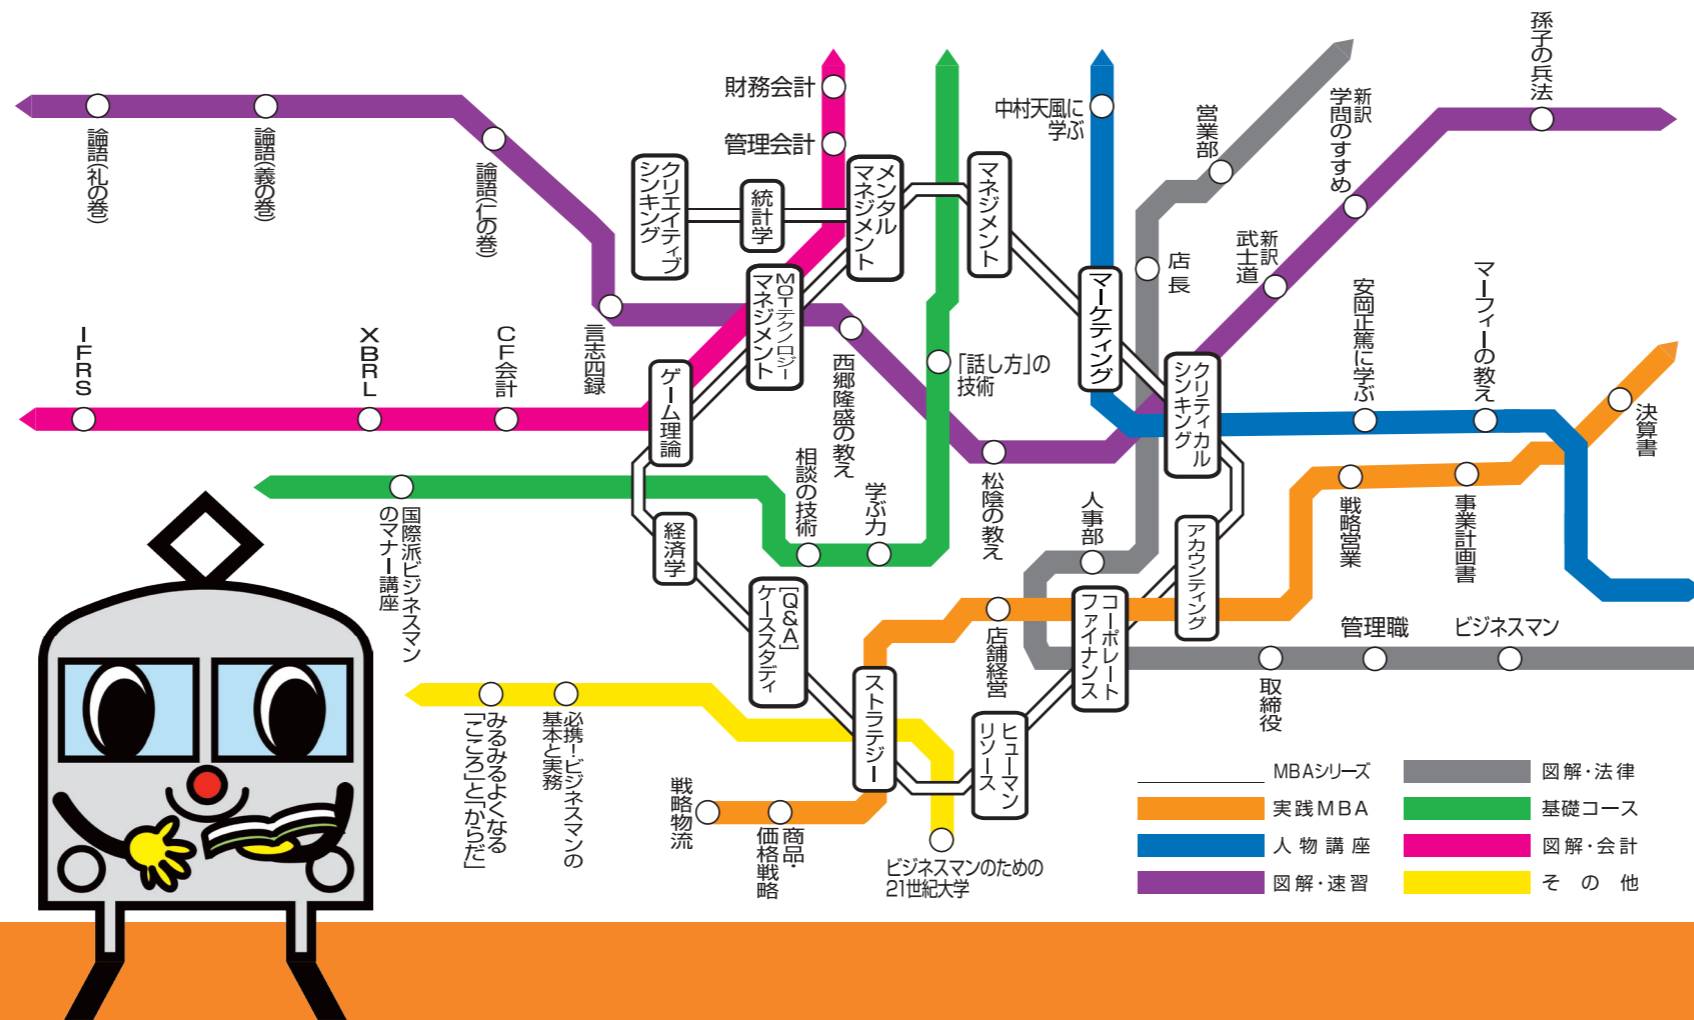 孫子の兵法
新訳
学問のすすめ
営業部
中村天風に
学ぶ
財務会計
管理会計
論語(礼の巻)
論語(義の巻)
論語(仁の巻)
クリエイティブ
シンキング
統計学
メンタル
マネジメント
マネジメント
新訳
武士道
店長
マーケティング
MOTテクノロジー
マネジメント
安岡正篤に学ぶ
マーフィーの教え
IFRS
XBRL
CF会計
言志四録
西郷隆盛の教え
「話し方」の
技術
ゲーム理論
クリティカル
シンキング
決算書
相談の技術
学ぶ力
松陰の教え
人事部
戦略営業
事業計画書
国際派ビジネスマン
のマナー講座
経済学
アカウンティング
[Q&A]
ケーススタディ
コーポレート
ファイナンス
店舗経営
管理職
ビジネスマン
取締役
ストラテジー
ヒューマン
リソース
必携!ビジネスマンの
基本と実務
みるみるよくなる
「こころ」と「からだ」
戦略物流
商品・
価格戦略
ビジネスマンのための
21世紀大学
MBAシリーズ
実践MBA
人物講座
図解・速習
図解・法律
基礎コース
図解・会計
その他